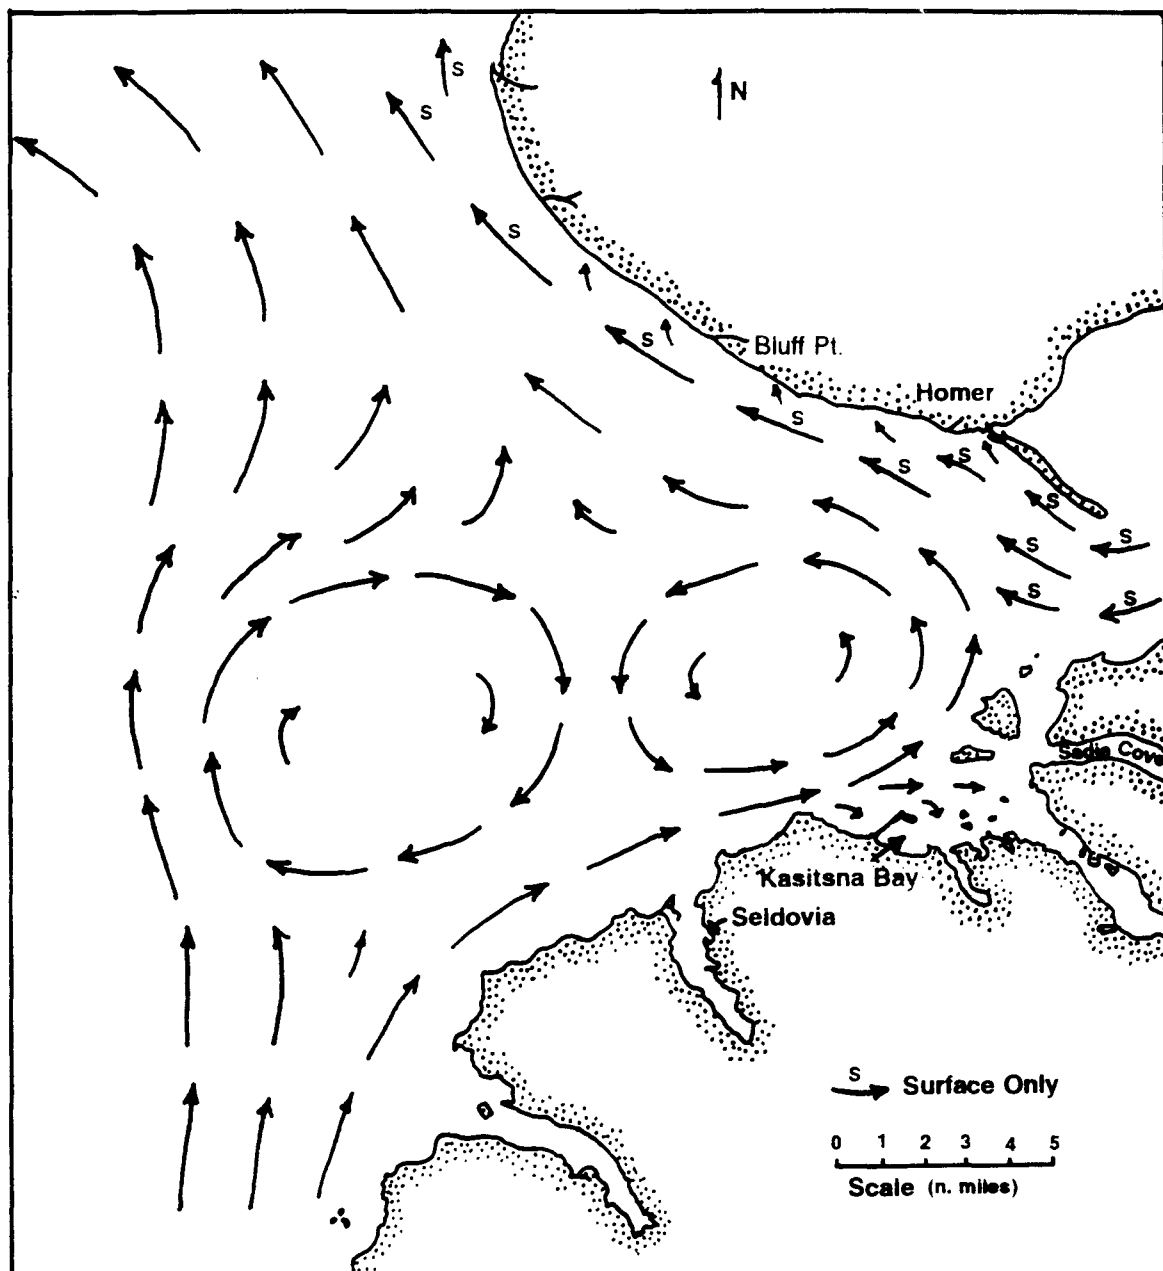 S
S
N
S
Bluff Pt.
S
Homer
S
S
S
S
S
S
S
S
Sadie Cove
Kasitsna Bay
Seldovia
S
Surface Only
0 1 2 3 4 5
Scale (n. miles)